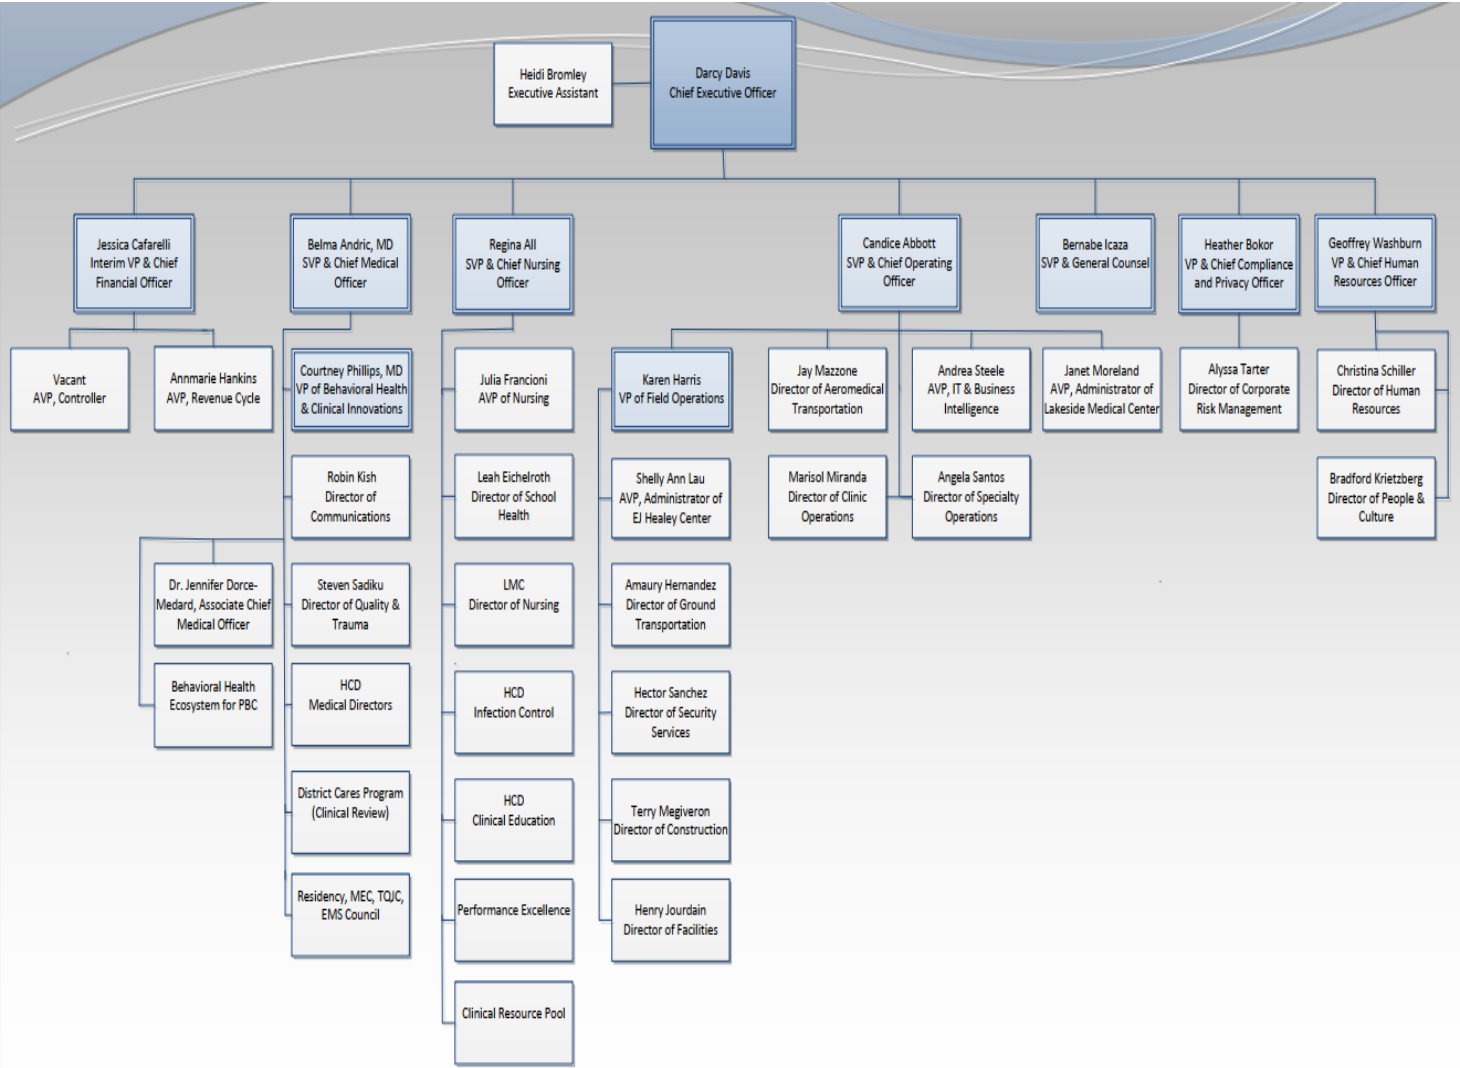 Heidi Bromley
Executive Assistant
Darcy Davis
Chief Executive Officer
Jessica Cafarelli
Interim VP & Chief
Financial Officer
Belma Andric, MD
SVP & Chief Medical
Officer
Regina All
SVP & Chief Nursing
Officer
Candice Abbott
SVP & Chief Operating
Officer
Bernabe Icaza
SVP & General Counsel
Heather Bokor
VP & Chief Compliance
and Privacy Officer
Geoffrey Washburn
VP & Chief Human
Resources Officer
Vacant
AVP, Controller
Annmarie Hankins
AVP, Revenue Cycle
Courtney Phillips, MD
VP of Behavioral Health
& Clinical Innovations
Julia Francioni
AVP of Nursing
Karen Harris
VP of Field Operations
Jay Mazzone
Director of Aeromedical
Transportation
Andrea Steele
AVP, IT & Business
Intelligence
Janet Moreland
AVP, Administrator of
Lakeside Medical Center
Alyssa Tarter
Director of Corporate
Risk Management
Christina Schiller
Director of Human
Resources
Robin Kish
Director of
Communications
Leah Eichelroth
Director of School
Health
Shelly Ann Lau
AVP, Administrator of
EJ Healey Center
Marisol Miranda
Director of Clinic
Operations
Angela Santos
Director of Specialty
Operations
Bradford Krietzberg
Director of People &
Culture
Dr. Jennifer Dorce-
Medard, Associate Chief
Medical Officer
Steven Sadiku
Director of Quality &
Trauma
LMC
Director of Nursing
Amaury Hernandez
Director of Ground
Transportation
Behavioral Health
Ecosystem for PBC
HCD
Medical Directors
HCD
Infection Control
Hector Sanchez
Director of Security
Services
District Cares Program
(Clinical Review)
HCD
Clinical Education
Terry Megiveron
Director of Construction
Residency, MEC, TQJC,
EMS Council
Performance Excellence
Henry Jourdain
Director of Facilities
Clinical Resource Pool